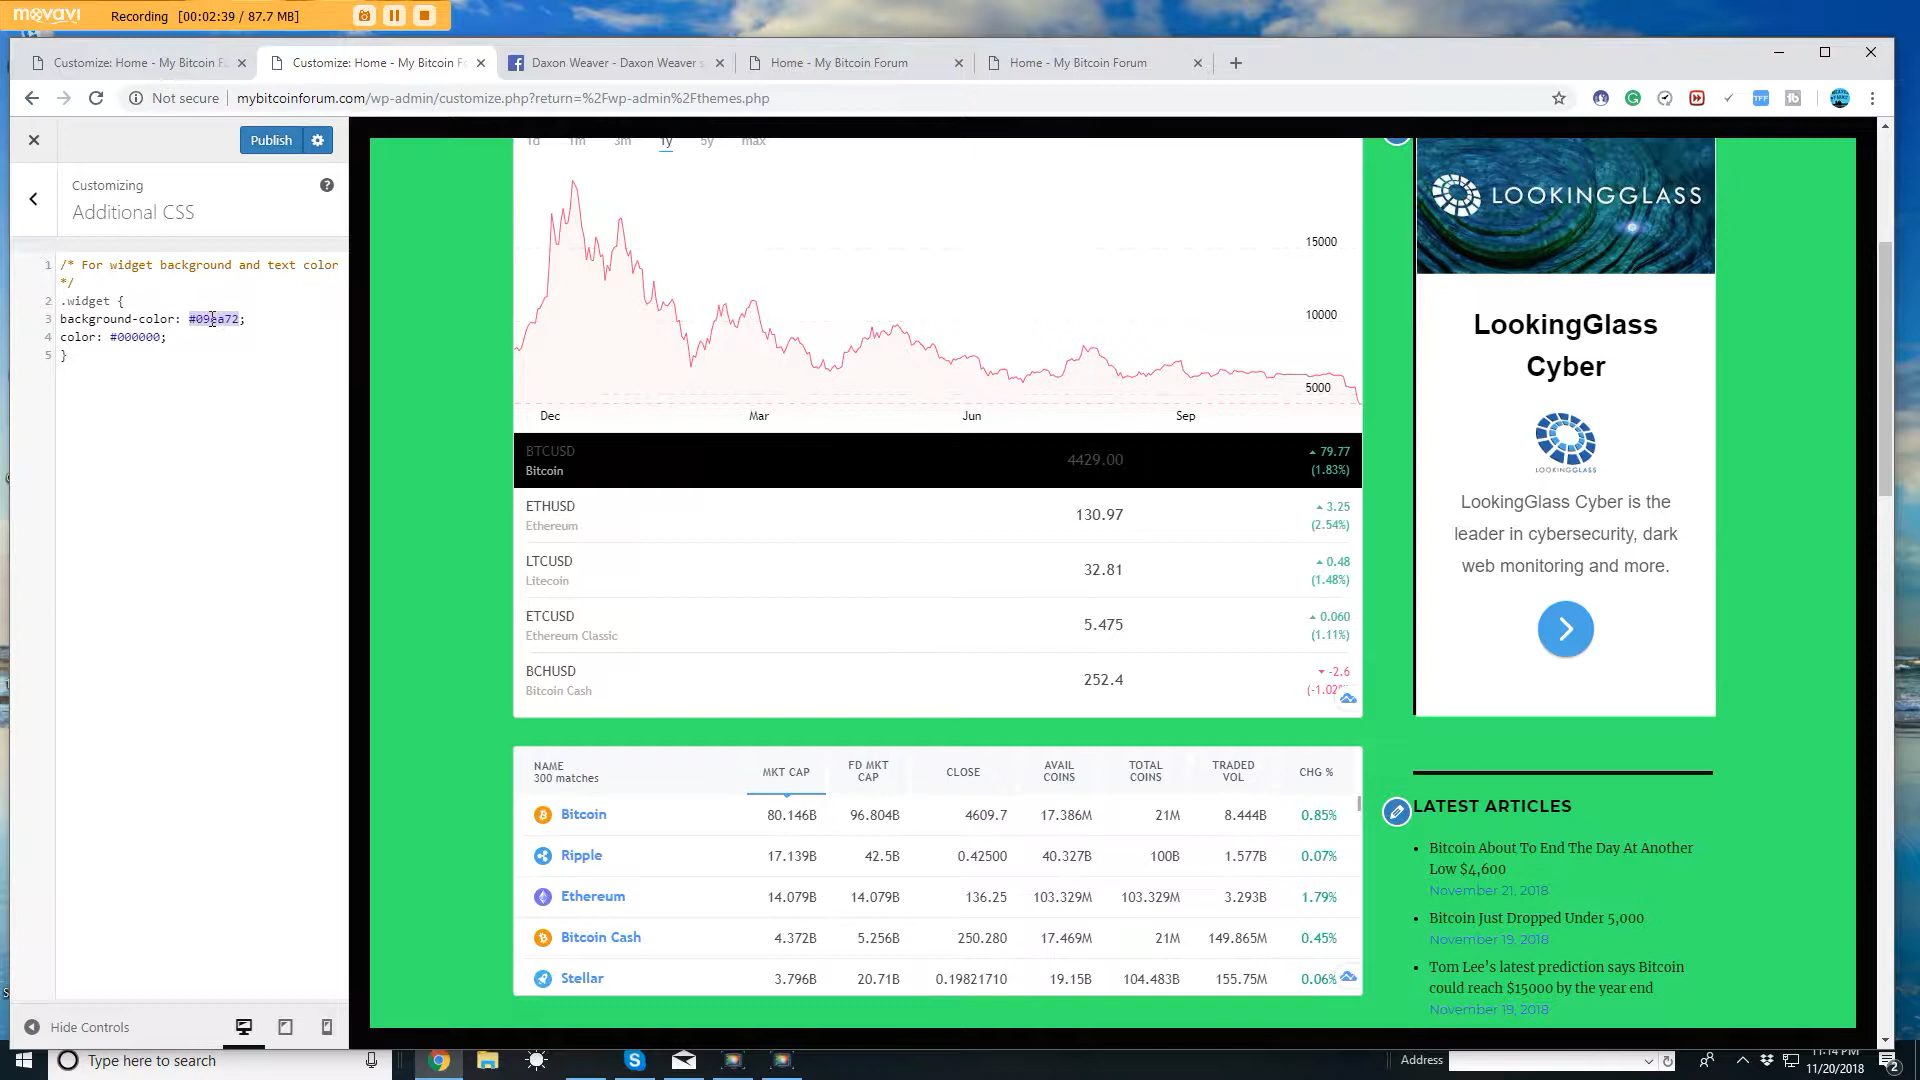 movavi
Recording [00:02:39 / 87.7 MB]
Customize: Home - My Bitcoin F
Customize: Home - My Bitcoin F
Daxon Weaver - Daxon Weaver s
Home - My Bitcoin Forum
Home - My Bitcoin Forum
Not secure
mybitcoinforum.com/wp-admin/customize.php?return=%2Fwp-admin%2Fthemes.php
TFF
Publish
Customizing
Additional CSS
1 /* For widget background and text color
*/
2 .widget {
3 background-color: #09ea72;
4 color: #000000;
5 }
Hide Controls
1d 1m 3m 1y 5y max
15000
10000
5000
Dec Mar Jun Sep
BTCUSD
Bitcoin
4429.00
79.77
(1.83%)
ETHUSD
Ethereum
130.97
3.25
(2.54%)
LTCUSD
Litecoin
32.81
0.48
(1.48%)
ETCUSD
Ethereum Classic
5.475
0.060
(1.11%)
BCHUSD
Bitcoin Cash
252.4
-2.6
NAME
300 matches
MKT CAP
FD MKT CAP
CLOSE
AVAIL COINS
TOTAL COINS
TRADED VOL
CHG %
Bitcoin 80.146B 96.804B 4609.7 17.386M 21M 8.444B 0.85%
Ripple 17.139B 42.5B 0.42500 40.327B 100B 1.577B 0.07%
Ethereum 14.079B 14.079B 136.25 103.329M 103.329M 3.293B 1.79%
Bitcoin Cash 4.372B 5.256B 250.280 17.469M 21M 149.865M 0.45%
Stellar 3.796B 20.71B 0.19821710 19.15B 104.483B 155.75M 0.06%
LOOKINGGLASS
LookingGlass
Cyber
LOOKINGGLASS
LookingGlass Cyber is the
leader in cybersecurity, dark
web monitoring and more.
LATEST ARTICLES
Bitcoin About To End The Day At Another
Low $4,600
November 21, 2018
Bitcoin Just Dropped Under 5,000
November 19, 2018
Tom Lee's latest prediction says Bitcoin
could reach $15000 by the year end
November 19, 2018
Type here to search
Address
11:14 PM
11/20/2018
2